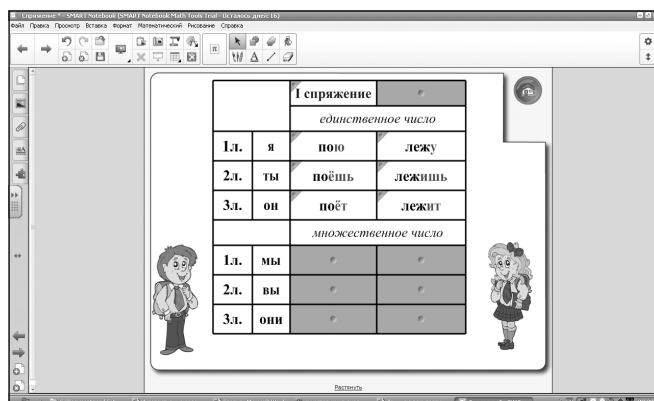 Спряжение * - SMART Notebook (SMART Notebook Math Tools Trial - Осталось дней: 16)
Файл Правка Просмотр Вставка Формат Математический Рисование Справка
I спряжение
единственное число
1л. я пою лежу
2л. ты поёшь лежишь
3л. он поёт лежит
множественное число
1л. мы
2л. вы
3л. они
Растянуть